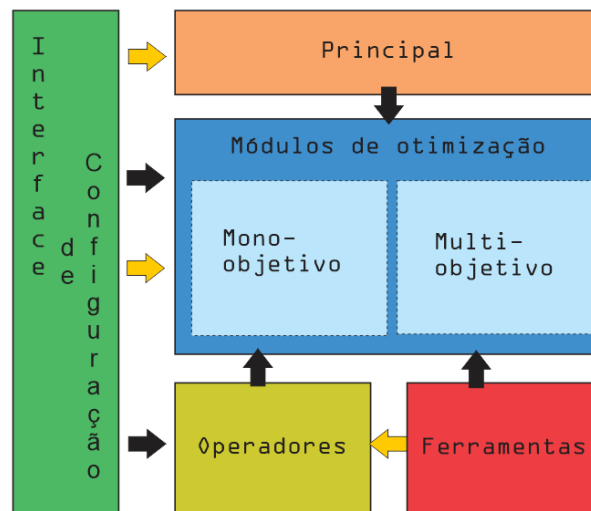 Interface
de
Configuração
Principal
Módulos de otimização
Mono-
objetivo
Multi-
objetivo
Operadores
Ferramentas